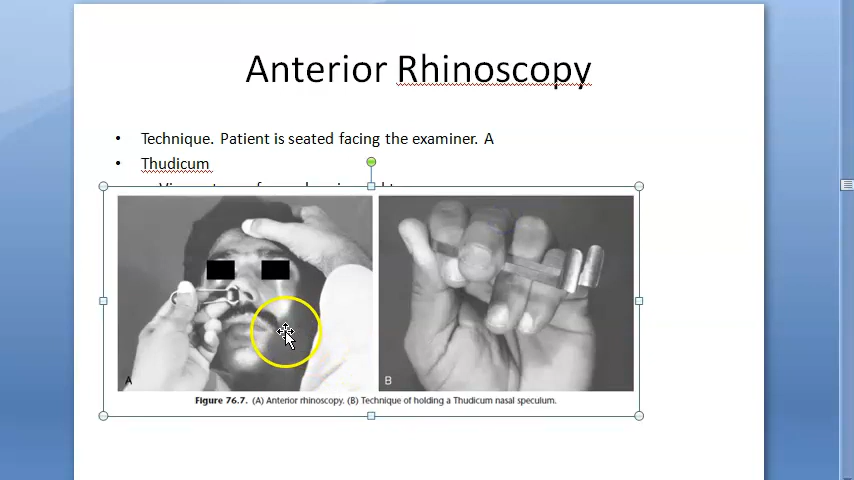 Anterior Rhinoscopy
• Technique. Patient is seated facing the examiner. A
• Thudicum
A
B
Figure 76.7. (A) Anterior rhinoscopy. (B) Technique of holding a Thudicum nasal speculum.